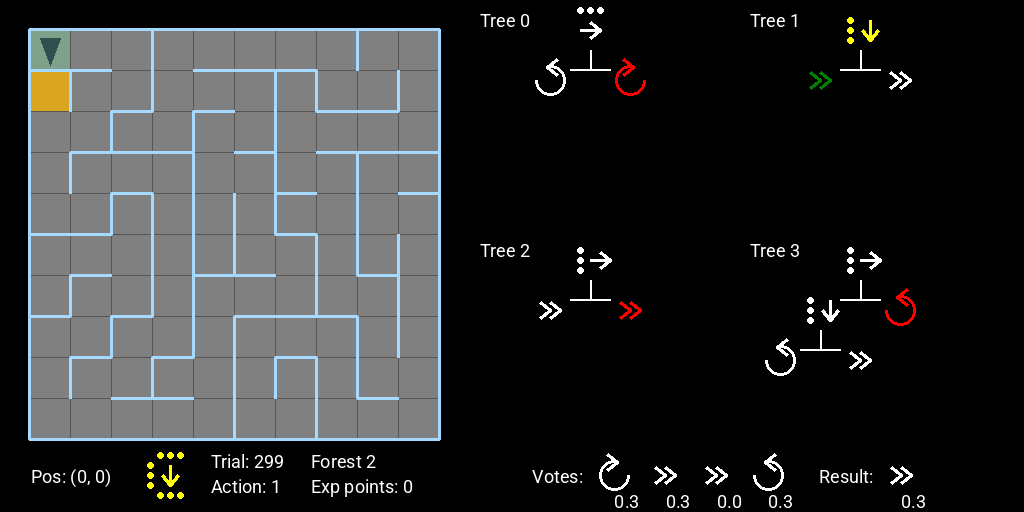 Tree 0
Tree 1
Tree 2
Tree 3
Pos: (0, 0)
Trial: 299
Forest 2
Action: 1
Exp points: 0
Votes:
0.3
0.3
0.0
0.3
Result:
0.3